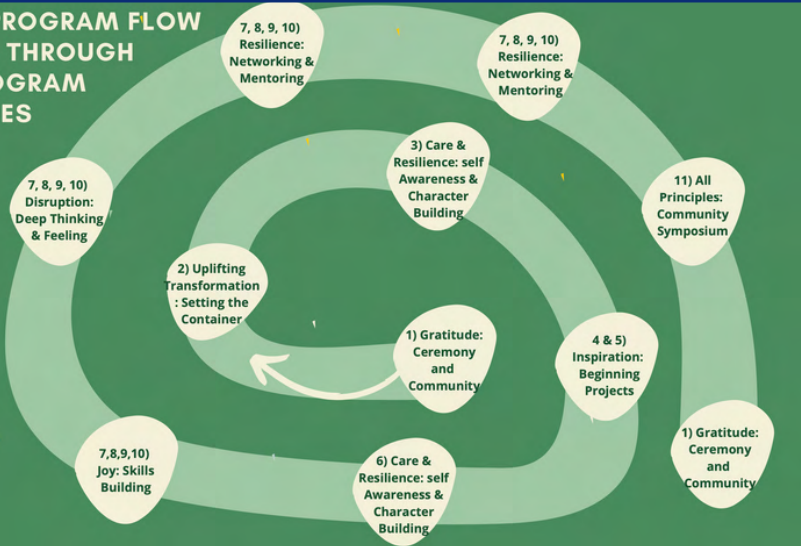 ROGRAM FLOW
THROUGH
OGRAM
ES
7, 8, 9, 10)
Resilience:
Networking &
Mentoring
7, 8, 9, 10)
Resilience:
Networking &
Mentoring
3) Care &
Resilience: self
Awareness &
Character
Building
7, 8, 9, 10)
Disruption:
Deep Thinking
& Feeling
11) All
Principles:
Community
Symposium
2) Uplifting
Transformation
: Setting the
Container
1) Gratitude:
Ceremony
and
Community
4 & 5)
Inspiration:
Beginning
Projects
7,8,9,10)
Joy: Skills
Building
6) Care &
Resilience: self
Awareness &
Character
Building
1) Gratitude:
Ceremony
and
Community